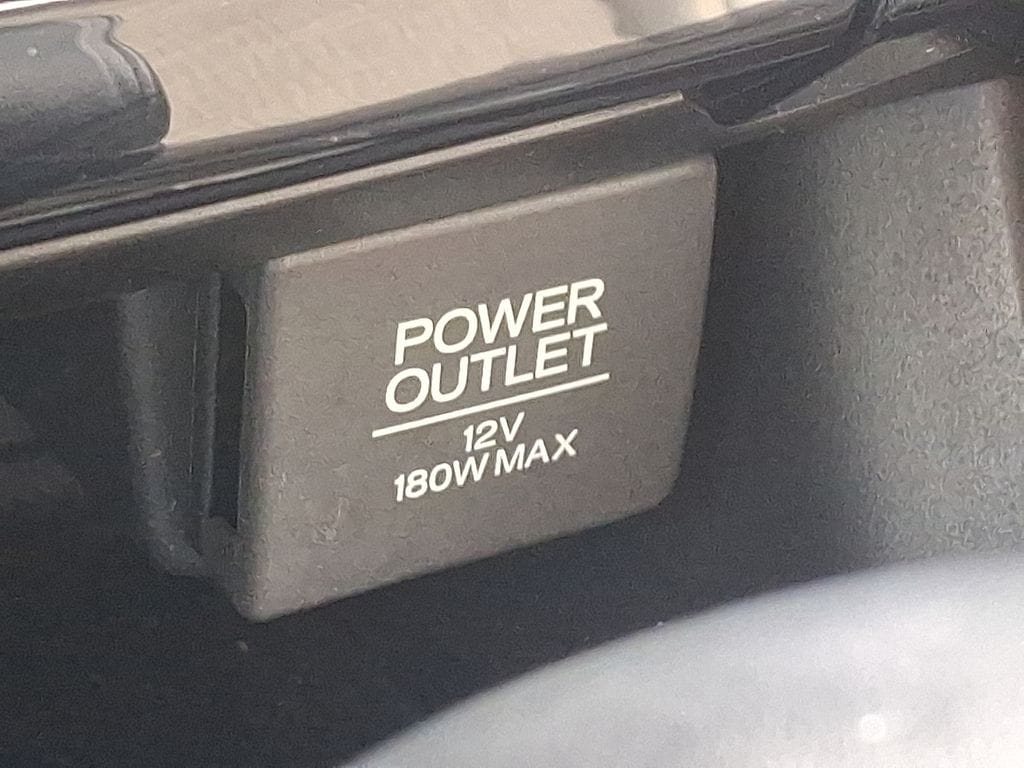 POWER
OUTLET
12V
180W MAX